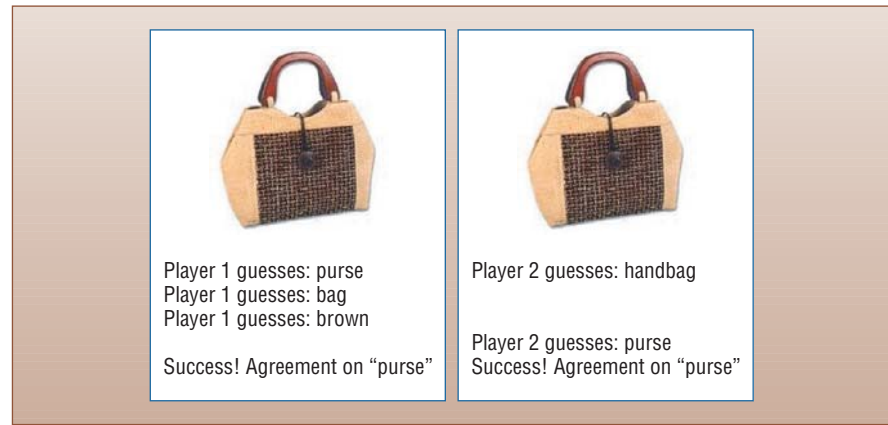 Player 1 guesses: purse
Player 1 guesses: bag
Player 1 guesses: brown
Success! Agreement on “purse”
Player 2 guesses: handbag
Player 2 guesses: purse
Success! Agreement on “purse”